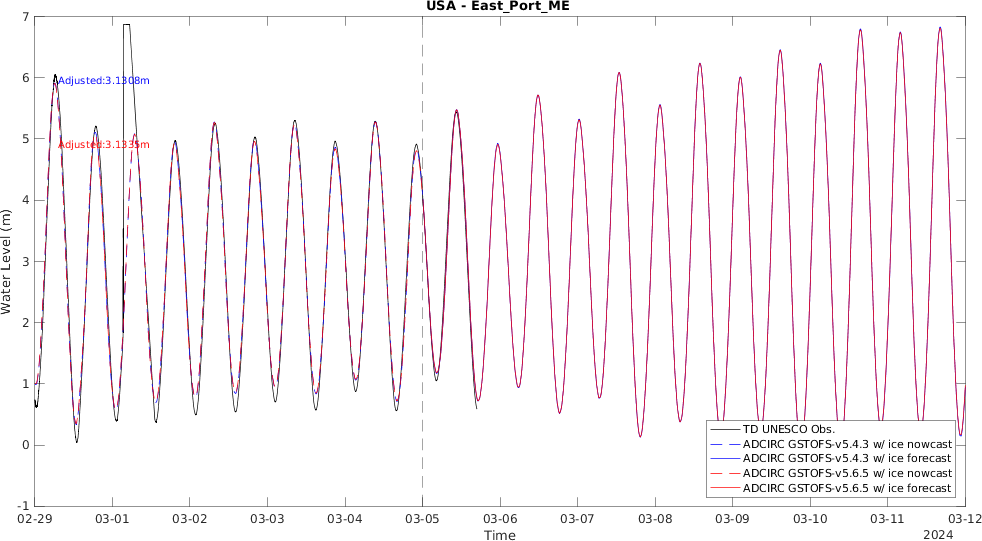 USA - East_Port_ME
7
6
5
4
3
2
1
0
-1
Water Level (m)
Adjusted:3.1308m
Adjusted:3.1335m
TD UNESCO Obs.
ADCIRC GSTOFS-v5.4.3 w/ ice nowcast
ADCIRC GSTOFS-v5.4.3 w/ ice forecast
ADCIRC GSTOFS-v5.6.5 w/ ice nowcast
ADCIRC GSTOFS-v5.6.5 w/ ice forecast
02-29 03-01 03-02 03-03 03-04 03-05 03-06 03-07 03-08 03-09 03-10 03-11 03-12
Time
2024